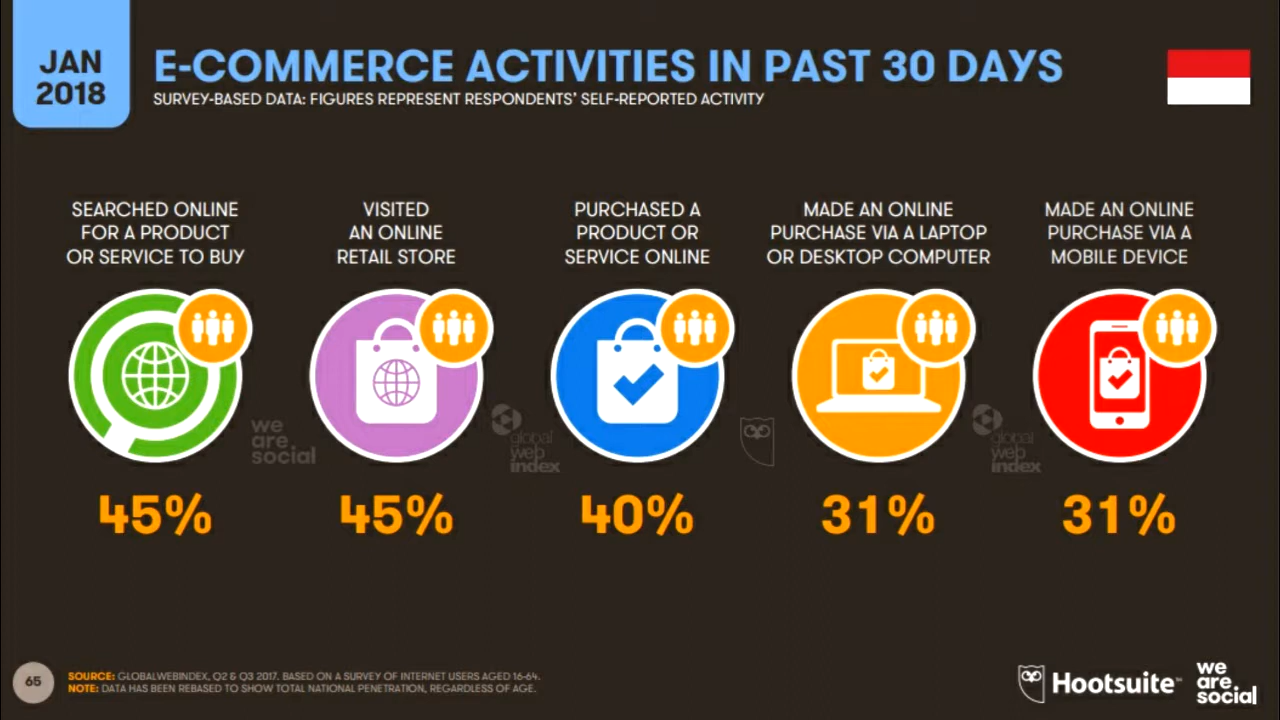 JAN
2018
E-COMMERCE ACTIVITIES IN PAST 30 DAYS
SURVEY-BASED DATA: FIGURES REPRESENT RESPONDENTS' SELF-REPORTED ACTIVITY
SEARCHED ONLINE
FOR A PRODUCT
OR SERVICE TO BUY
VISITED
AN ONLINE
RETAIL STORE
PURCHASED A
PRODUCT OR
SERVICE ONLINE
MADE AN ONLINE
PURCHASE VIA A LAPTOP
OR DESKTOP COMPUTER
MADE AN ONLINE
PURCHASE VIA A
MOBILE DEVICE
we
are
social
global
web
index
global
web
index
45%
45%
40%
31%
31%
65
SOURCE: GLOBALWEBINDEX, Q2 & Q3 2017. BASED ON A SURVEY OF INTERNET USERS AGED 16-64.
NOTE: DATA HAS BEEN REBASED TO SHOW TOTAL NATIONAL PENETRATION, REGARDLESS OF AGE.
Hootsuite™
we
are
social